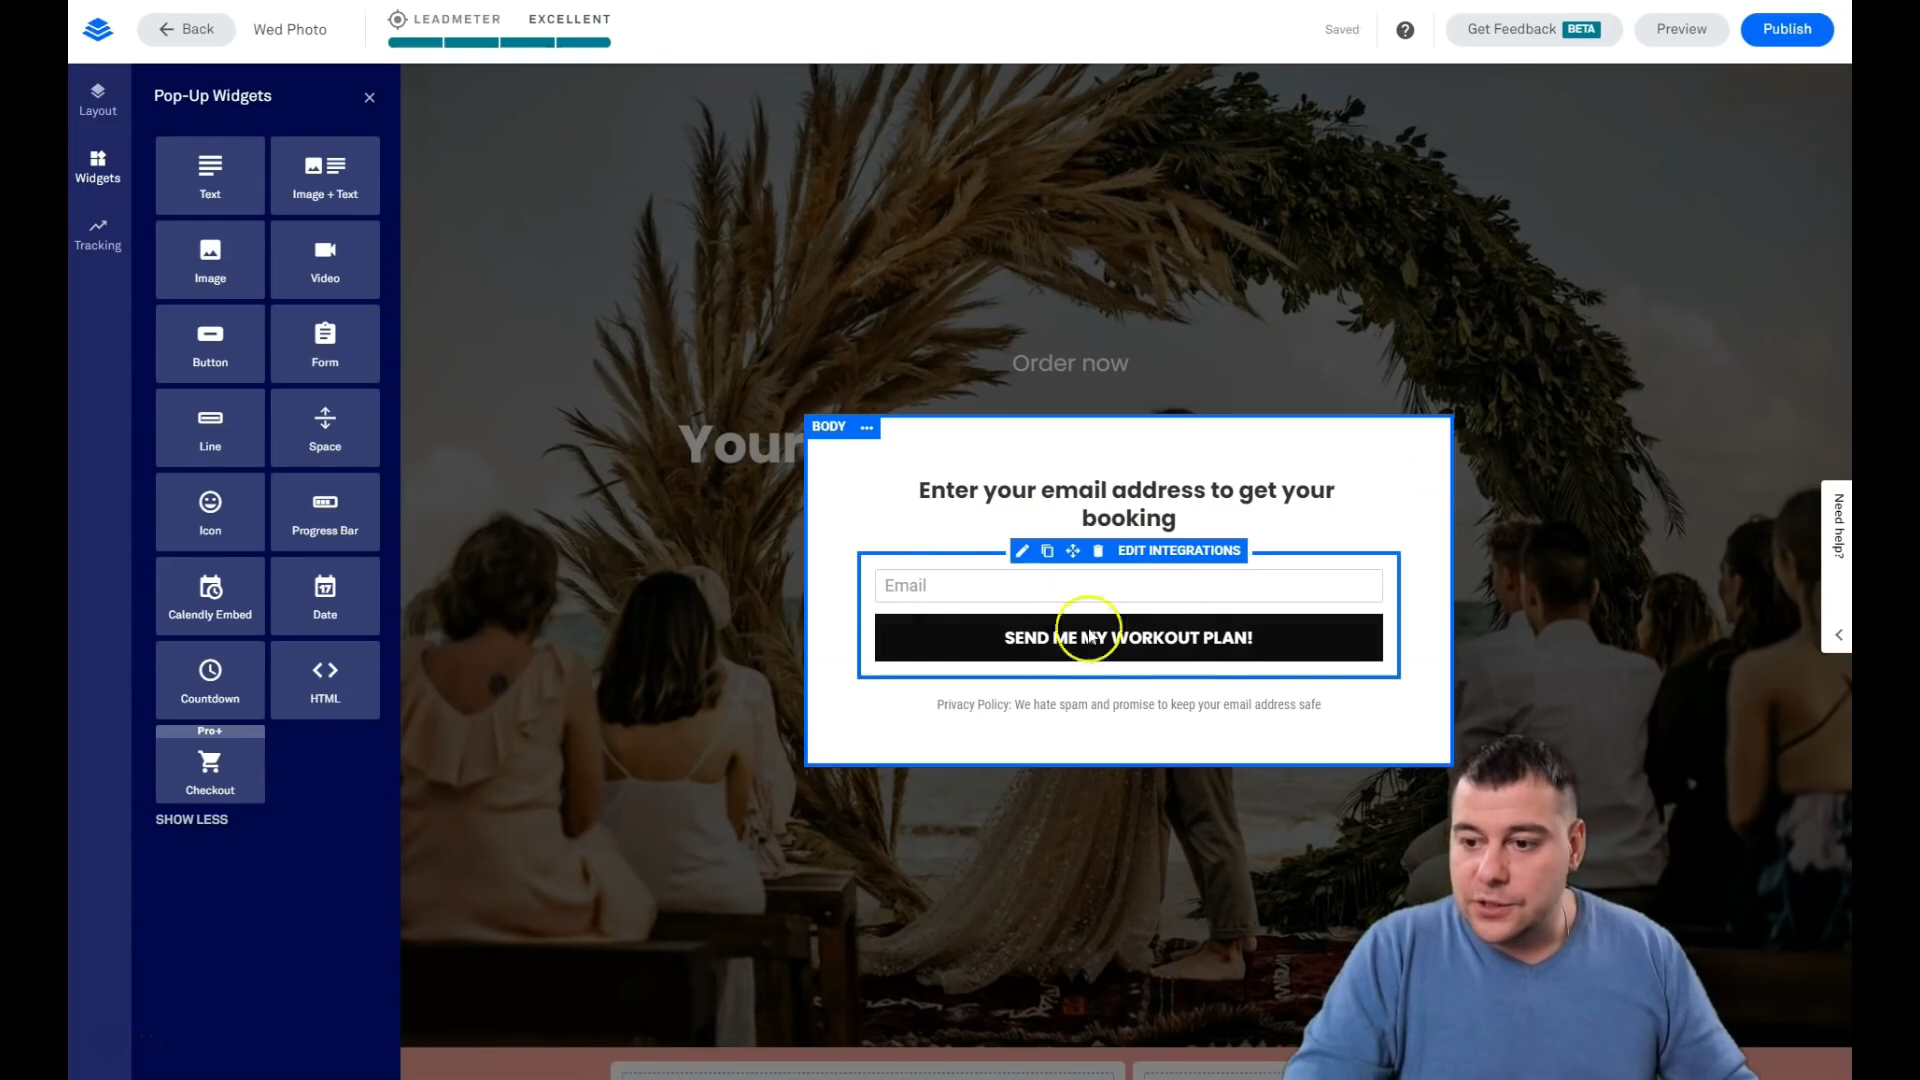 Back
Wed Photo
LEADMETER EXCELLENT
Saved
Get Feedback BETA
Preview
Publish
Layout
Widgets
Tracking
Pop-Up Widgets
Text
Image + Text
Image
Video
Button
Form
Line
Space
Icon
Progress Bar
Calendly Embed
17
Date
Countdown
HTML
Pro+
Checkout
SHOW LESS
Order now
Your
BODY
Enter your email address to get your
booking
EDIT INTEGRATIONS
Email
SEND ME MY WORKOUT PLAN!
Privacy Policy: We hate spam and promise to keep your email address safe
Need help?